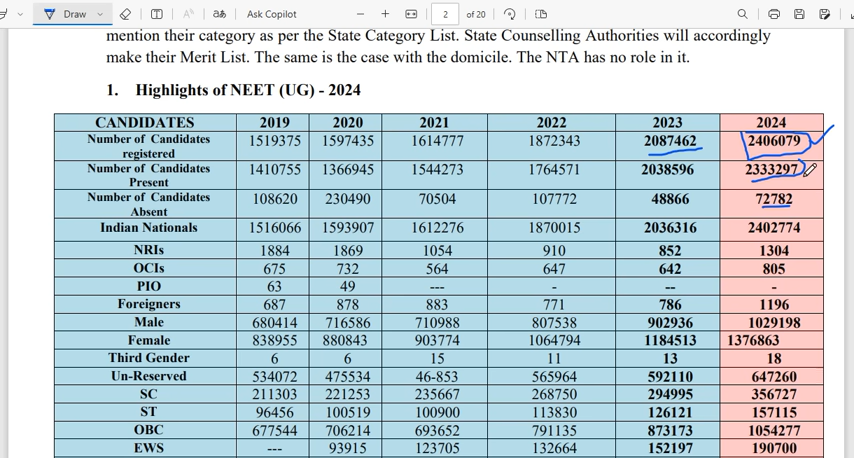 Draw
Ask Copilot
2 of 20
mention their category as per the State Category List. State Counselling Authorities will accordingly
make their Merit List. The same is the case with the domicile. The NTA has no role in it.
1. Highlights of NEET (UG) - 2024
CANDIDATES 2019 2020 2021 2022 2023 2024
Number of Candidates registered 1519375 1597435 1614777 1872343 2087462 2406079
Number of Candidates Present 1410755 1366945 1544273 1764571 2038596 2333297
Number of Candidates Absent 108620 230490 70504 107772 48866 72782
Indian Nationals 1516066 1593907 1612276 1870015 2036316 2402774
NRIs 1884 1869 1054 910 852 1304
OCIs 675 732 564 647 642 805
PIO 63 49 --- - -- -
Foreigners 687 878 883 771 786 1196
Male 680414 716586 710988 807538 902936 1029198
Female 838955 880843 903774 1064794 1184513 1376863
Third Gender 6 6 15 11 13 18
Un-Reserved 534072 475534 46-853 565964 592110 647260
SC 211303 221253 235667 268750 294995 356727
ST 96456 100519 100900 113830 126121 157115
OBC 677544 706214 693652 791135 873173 1054277
EWS --- 93915 123705 132664 152197 190700